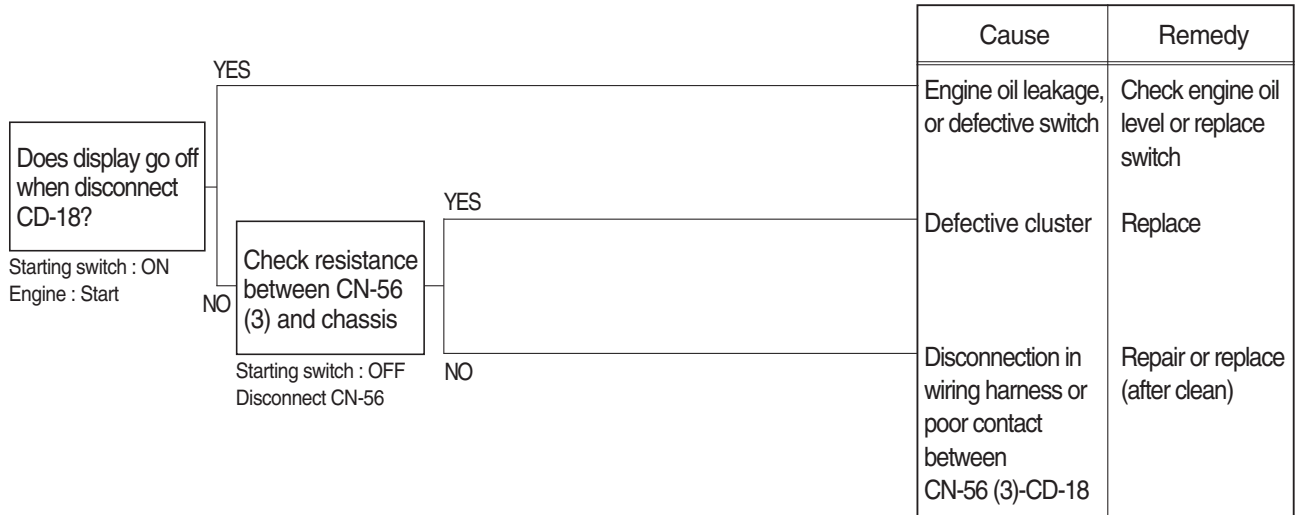 Cause
Remedy
YES
Engine oil leakage,
or defective switch
Check engine oil
level or replace
switch
Does display go off
when disconnect
CD-18?
Starting switch : ON
Engine : Start
YES
Defective cluster
Replace
NO
Check resistance
between CN-56
(3) and chassis
Starting switch : OFF
Disconnect CN-56
NO
Disconnection in
wiring harness or
poor contact
between
CN-56 (3)-CD-18
Repair or replace
(after clean)